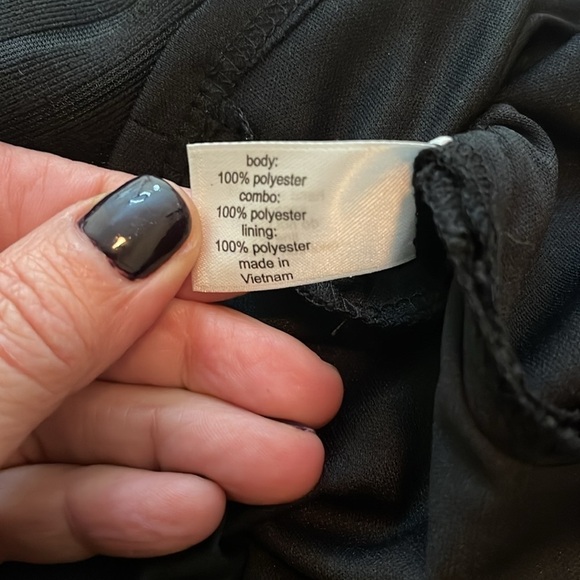 body:
100% polyester
combo:
100% polyester
lining:
100% polyester
made in
Vietnam